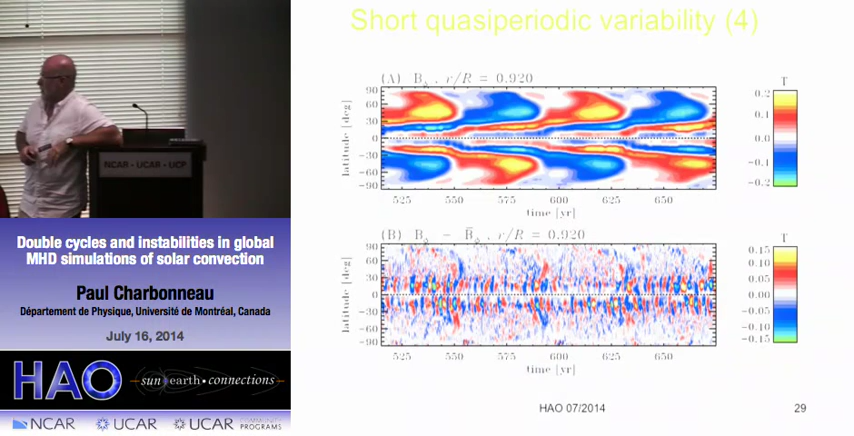 Short quasiperiodic variability (4)
NCAR - UCAR - UCP
Double cycles and instabilities in global
MHD simulations of solar convection
Paul Charbonneau
Département de Physique, Université de Montréal, Canada
July 16, 2014
HAO
sun earth • connections
NCAR
UCAR
UCAR
PROGRAMS
(A) Bφ, r/R = 0.920
T
90
60
30
0
-30
-60
-90
latitude [deg]
525
550
575
600
625
650
time [yr]
0.2
0.1
0.0
-0.1
-0.2
(B) Bφ - B̄φ, r/R = 0.920
T
90
60
30
0
-30
-60
-90
latitude [deg]
525
550
575
600
625
650
time [yr]
0.15
0.10
0.05
0.00
-0.05
-0.10
-0.15
HAO 07/2014
29